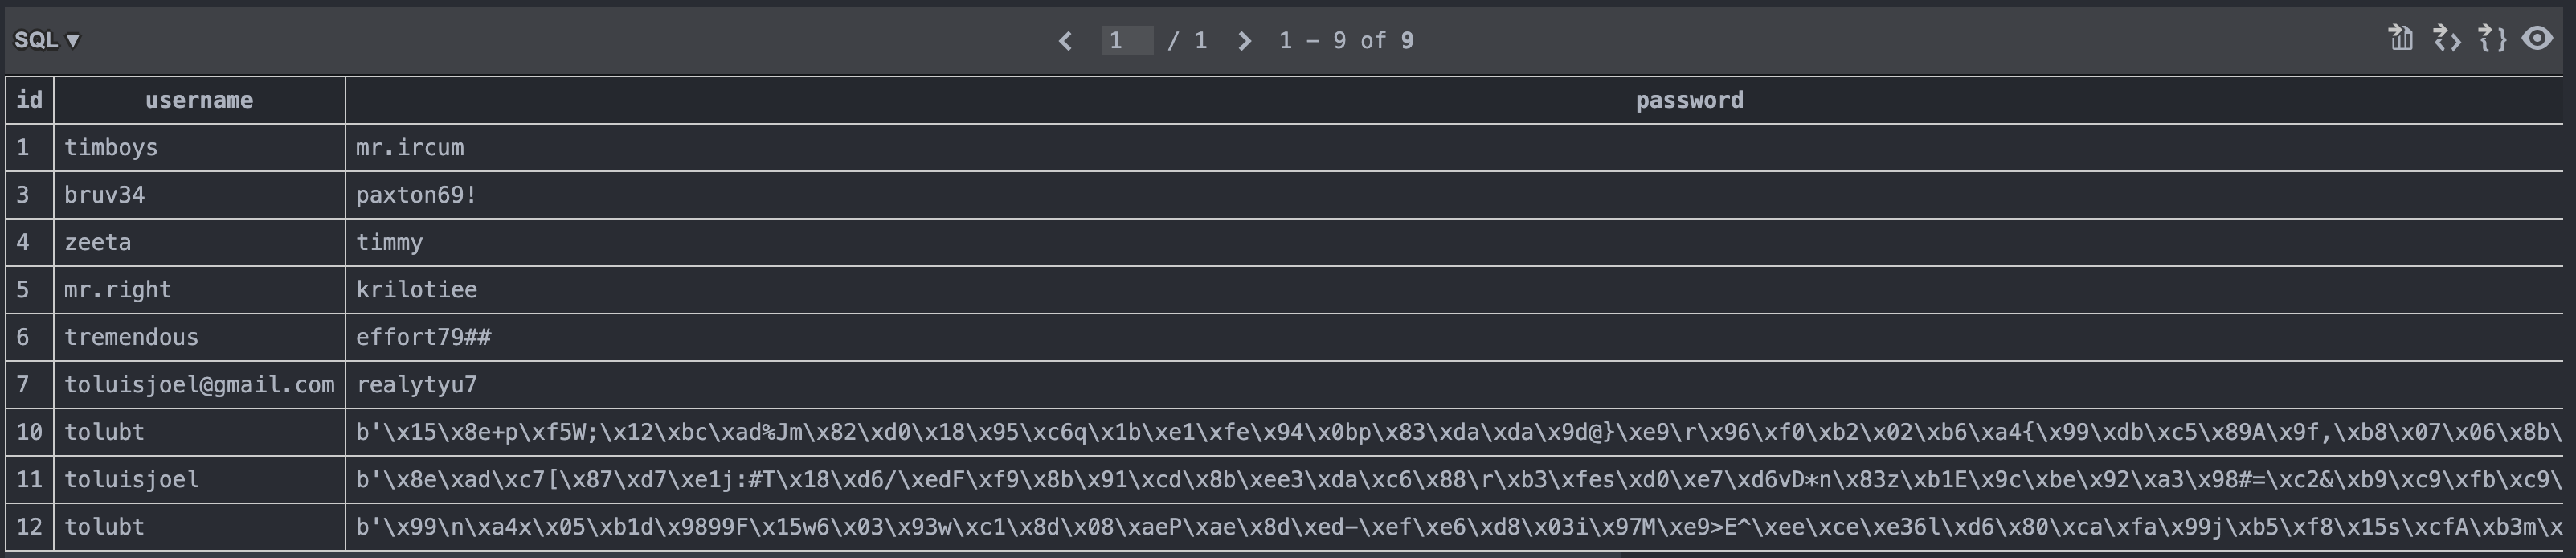 SQL ▼ < 1 / 1 > 1 - 9 of 9
id username password
1 timboys mr.ircum
3 bruv34 paxton69!
4 zeeta timmy
5 mr.right krilotiee
6 tremendous effort79##
7 toluisjoel@gmail.com realytyu7
10 tolubt b'\x15\x8e+p\xf5W;\x12\xbc\xad%Jm\x82\xd0\x18\x95\xc6q\x1b\xe1\xfe\x94\x0bp\x83\xda\xda\x9d@}\xe9\r\x96\xf0\xb2\x02\xb6\xa4{\x99\xdb\xc5\x89A\x9f,\xb8\x07\x06\x8b\
11 toluisjoel b'\x8e\xad\xc7[\x87\xd7\xe1j:#T\x18\xd6/\xedF\xf9\x8b\x91\xcd\x8b\xee3\xda\xc6\x88\r\xb3\xfes\xd0\xe7\xd6vD*n\x83z\xb1E\x9c\xbe\x92\xa3\x98#=\xc2&\xb9\xc9\xfb\xc9\
12 tolubt b'\x99\n\xa4x\x05\xb1d\x9899F\x15w6\x03\x93w\xc1\x8d\x08\xaeP\xae\x8d\xed-\xef\xe6\xd8\x03i\x97M\xe9>E^\xee\xce\xe36l\xd6\x80\xca\xfa\x99j\xb5\xf8\x15s\xcfA\xb3m\x